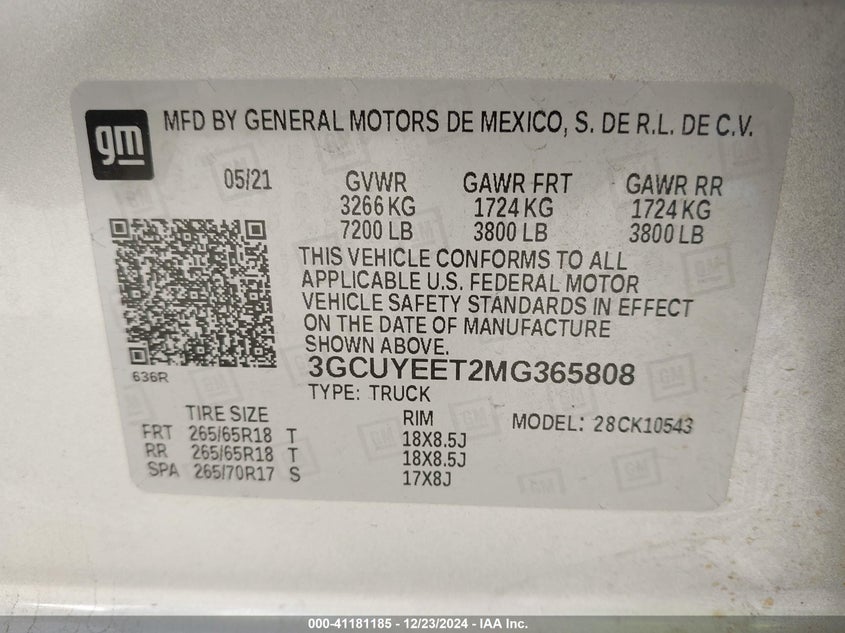 gm
MFD BY GENERAL MOTORS DE MEXICO, S. DE R.L. DE C.V.
05/21 GVWR GAWR FRT GAWR RR
3266 KG 1724 KG 1724 KG
7200 LB 3800 LB 3800 LB
THIS VEHICLE CONFORMS TO ALL
APPLICABLE U.S. FEDERAL MOTOR
VEHICLE SAFETY STANDARDS IN EFFECT
ON THE DATE OF MANUFACTURE
SHOWN ABOVE.
3GCUYEET2MG365808
636R
TYPE: TRUCK
TIRE SIZE RIM MODEL: 28CK10543
FRT 265/65R18 T 18X8.5J
RR 265/65R18 T 18X8.5J
SPA 265/70R17 S 17X8J
000-41181185 - 12/23/2024 - IAA Inc.